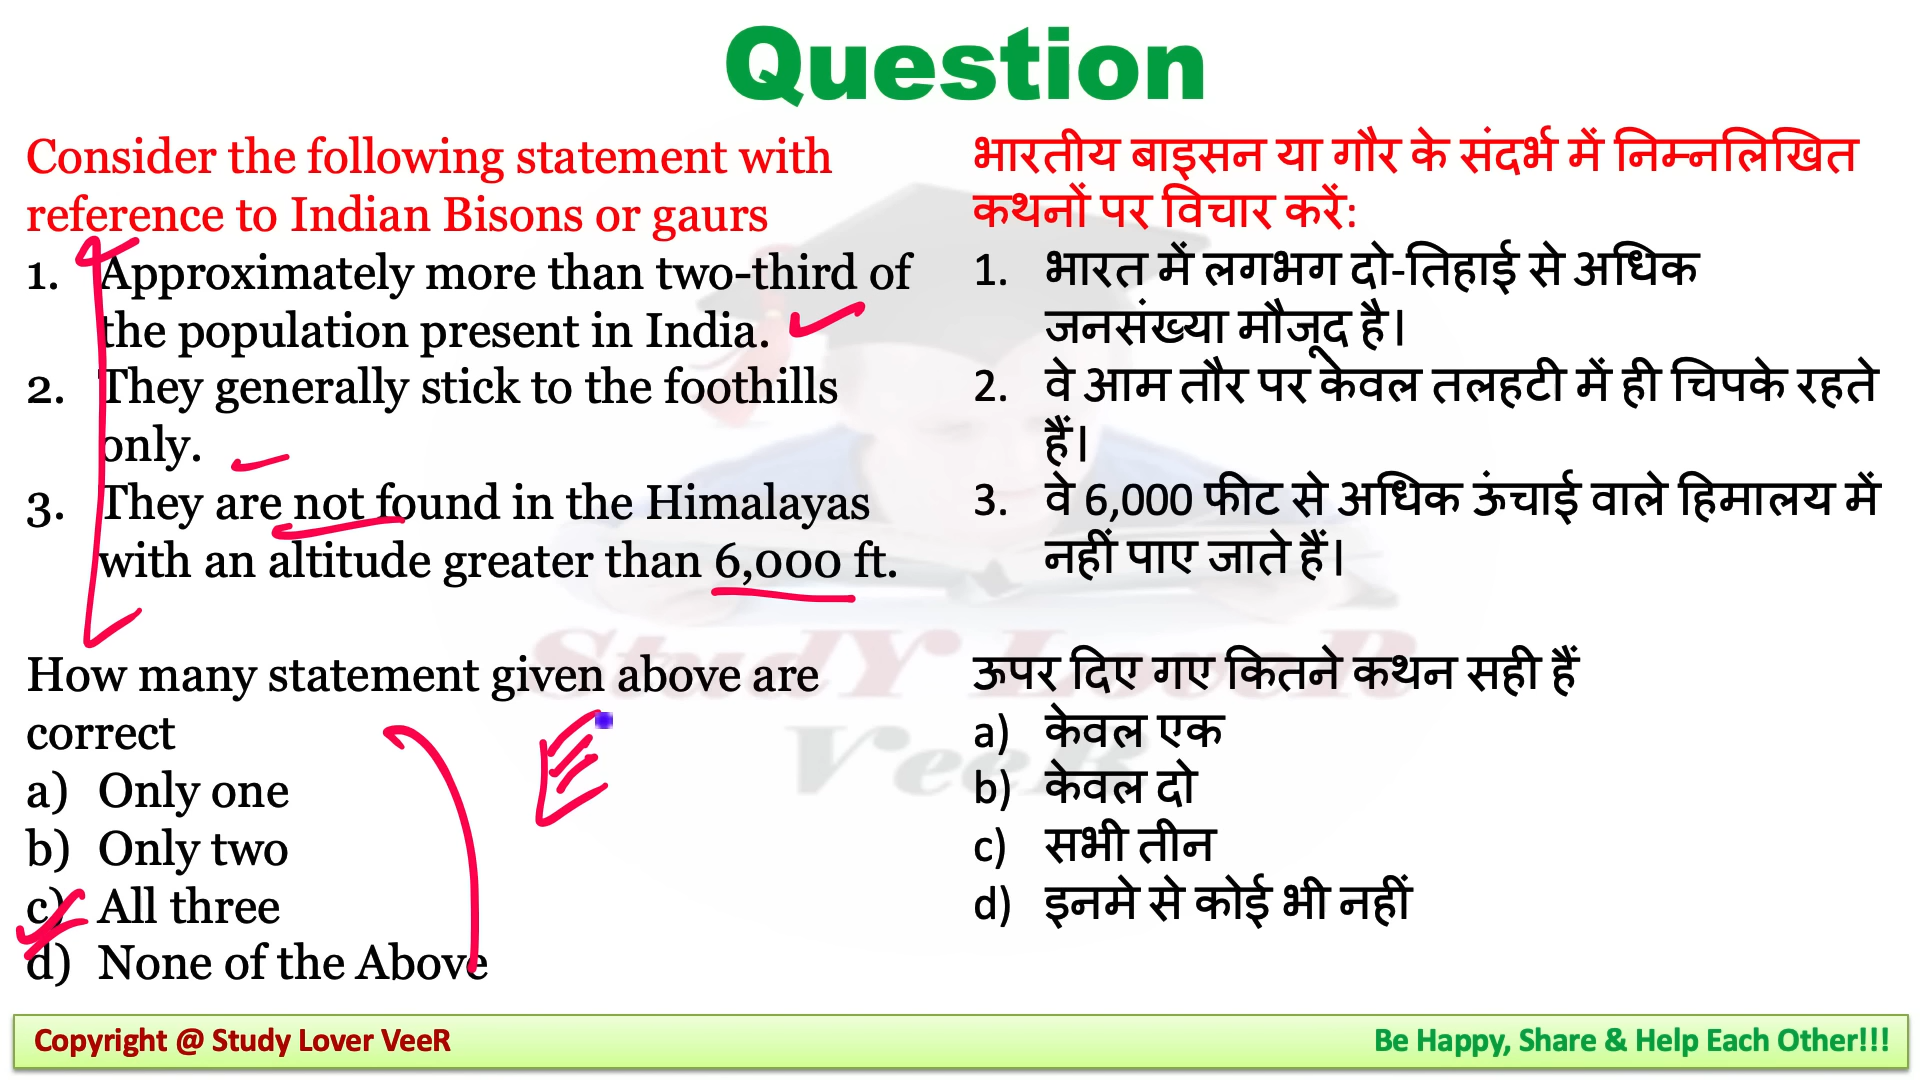 Question
Consider the following statement with
reference to Indian Bisons or gaurs
1. Approximately more than two-third of
the population present in India.
2. They generally stick to the foothills
only.
3. They are not found in the Himalayas
with an altitude greater than 6,000 ft.
How many statement given above are
correct
a) Only one
b) Only two
c) All three
d) None of the Above
भारतीय बाइसन या गौर के संदर्भ में निम्नलिखित
कथनों पर विचार करें:
1. भारत में लगभग दो-तिहाई से अधिक
जनसंख्या मौजूद है।
2. वे आम तौर पर केवल तलहटी में ही चिपके रहते
हैं।
3. वे 6,000 फीट से अधिक ऊंचाई वाले हिमालय में
नहीं पाए जाते हैं।
ऊपर दिए गए कितने कथन सही हैं
a) केवल एक
b) केवल दो
c) सभी तीन
d) इनमे से कोई भी नहीं
StudY LoveR
VeeR
Copyright @ Study Lover VeeR
Be Happy, Share & Help Each Other!!!